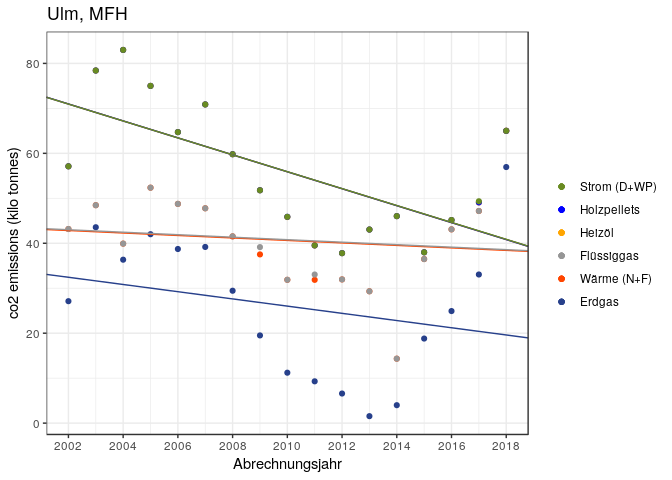 Ulm, MFH
co2 emissions (kilo tonnes)
80
60
40
20
0
2002 2004 2006 2008 2010 2012 2014 2016 2018
Abrechnungsjahr
Strom (D+WP)
Holzpellets
Heizöl
Flüssiggas
Wärme (N+F)
Erdgas